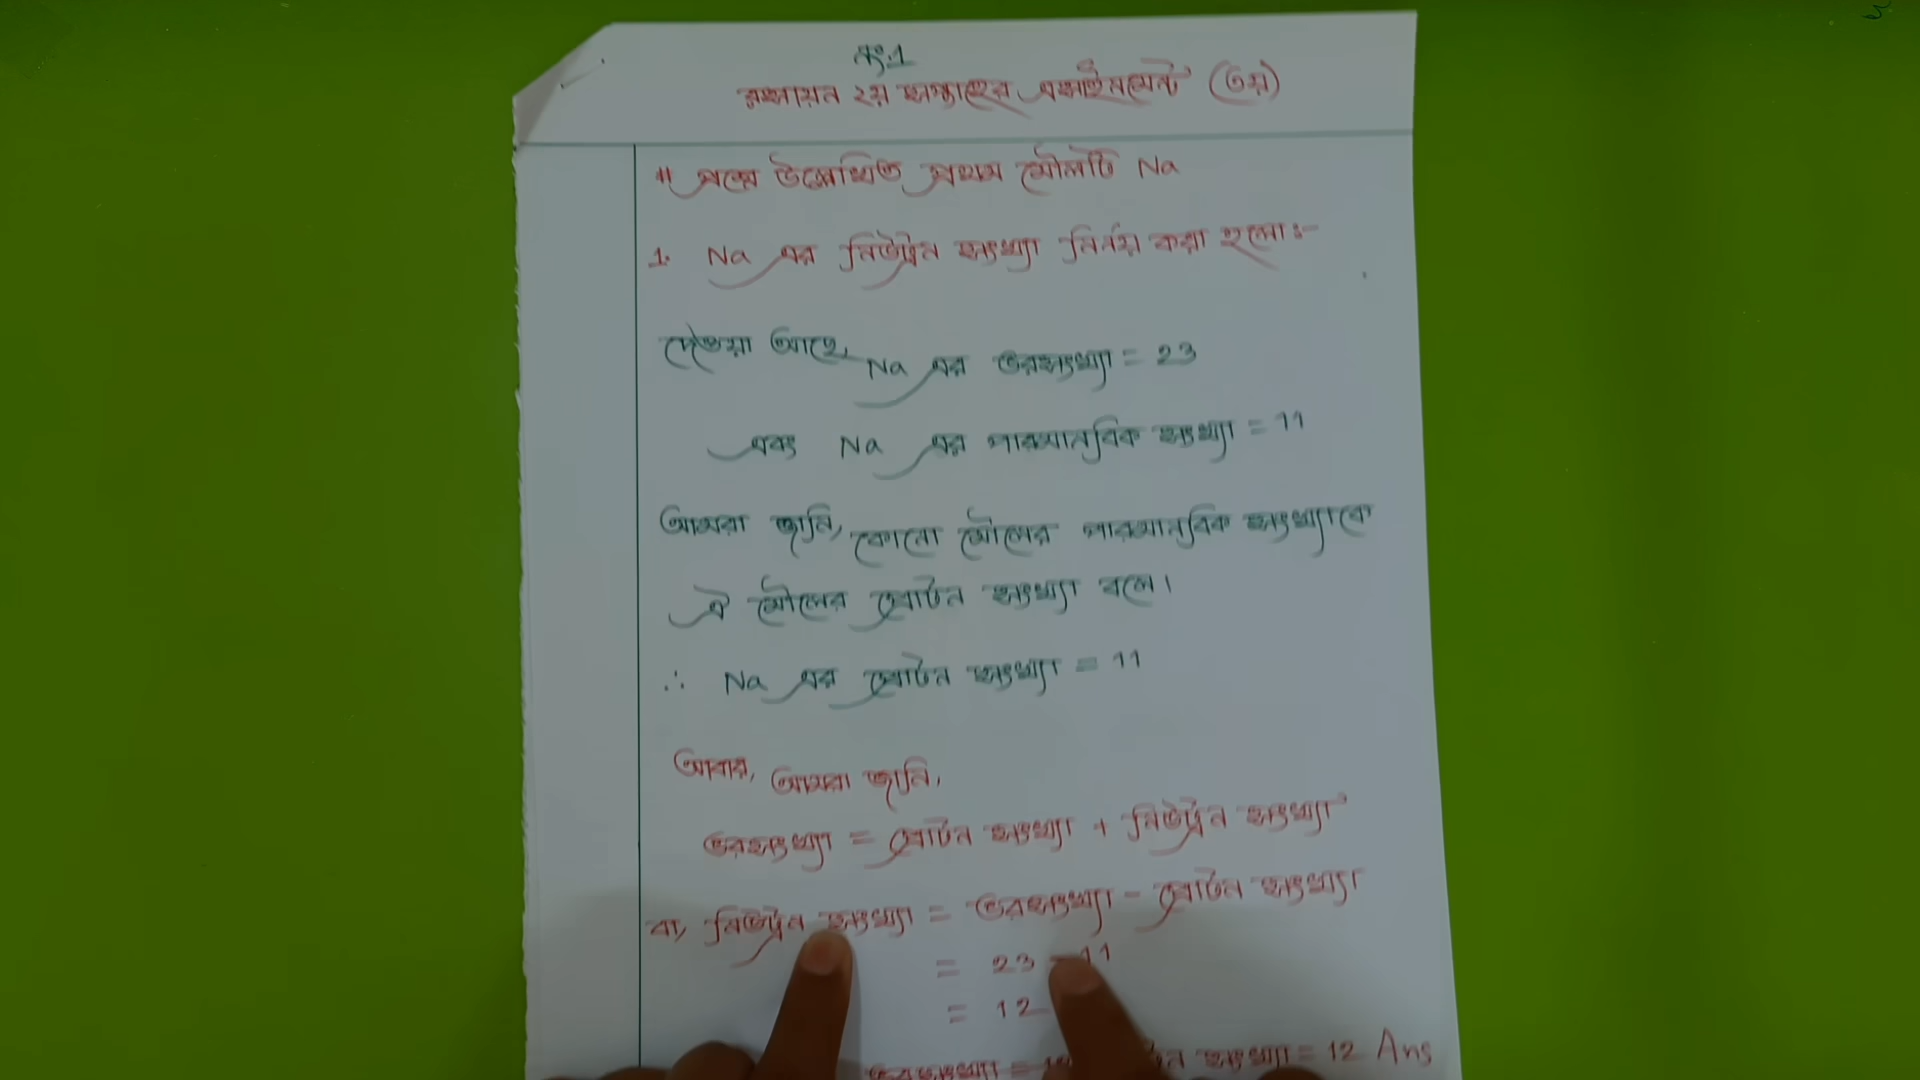 নং:1
রসায়ন ২য় সপ্তাহের এসাইনমেন্ট (৩য়)
# প্রশ্নে উল্লেখিত প্রথম মৌলটি Na
1. Na এর নিউট্রন সংখ্যা নির্নয় করা হলো:-
দেওয়া আছে, Na এর ভরসংখ্যা = 23
এবং Na এর পারমানবিক সংখ্যা = 11
আমরা জানি, কোনো মৌলের পারমানবিক সংখ্যাকে
ঐ মৌলের প্রোটন সংখ্যা বলে।
∴ Na এর প্রোটন সংখ্যা = 11
আবার, আমরা জানি,
ভরসংখ্যা = প্রোটন সংখ্যা + নিউট্রন সংখ্যা
বা, নিউট্রন সংখ্যা = ভরসংখ্যা - প্রোটন সংখ্যা
= 23 - 11
= 12
সংখ্যা = 12 Ans